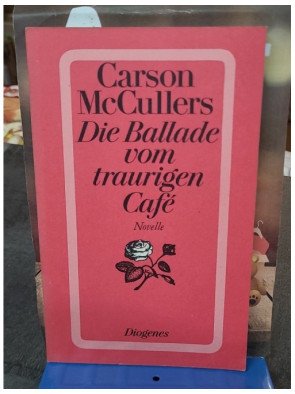 Carson
McCullers
Die Ballade
vom
traurigen
Café
Novelle
Diogenes